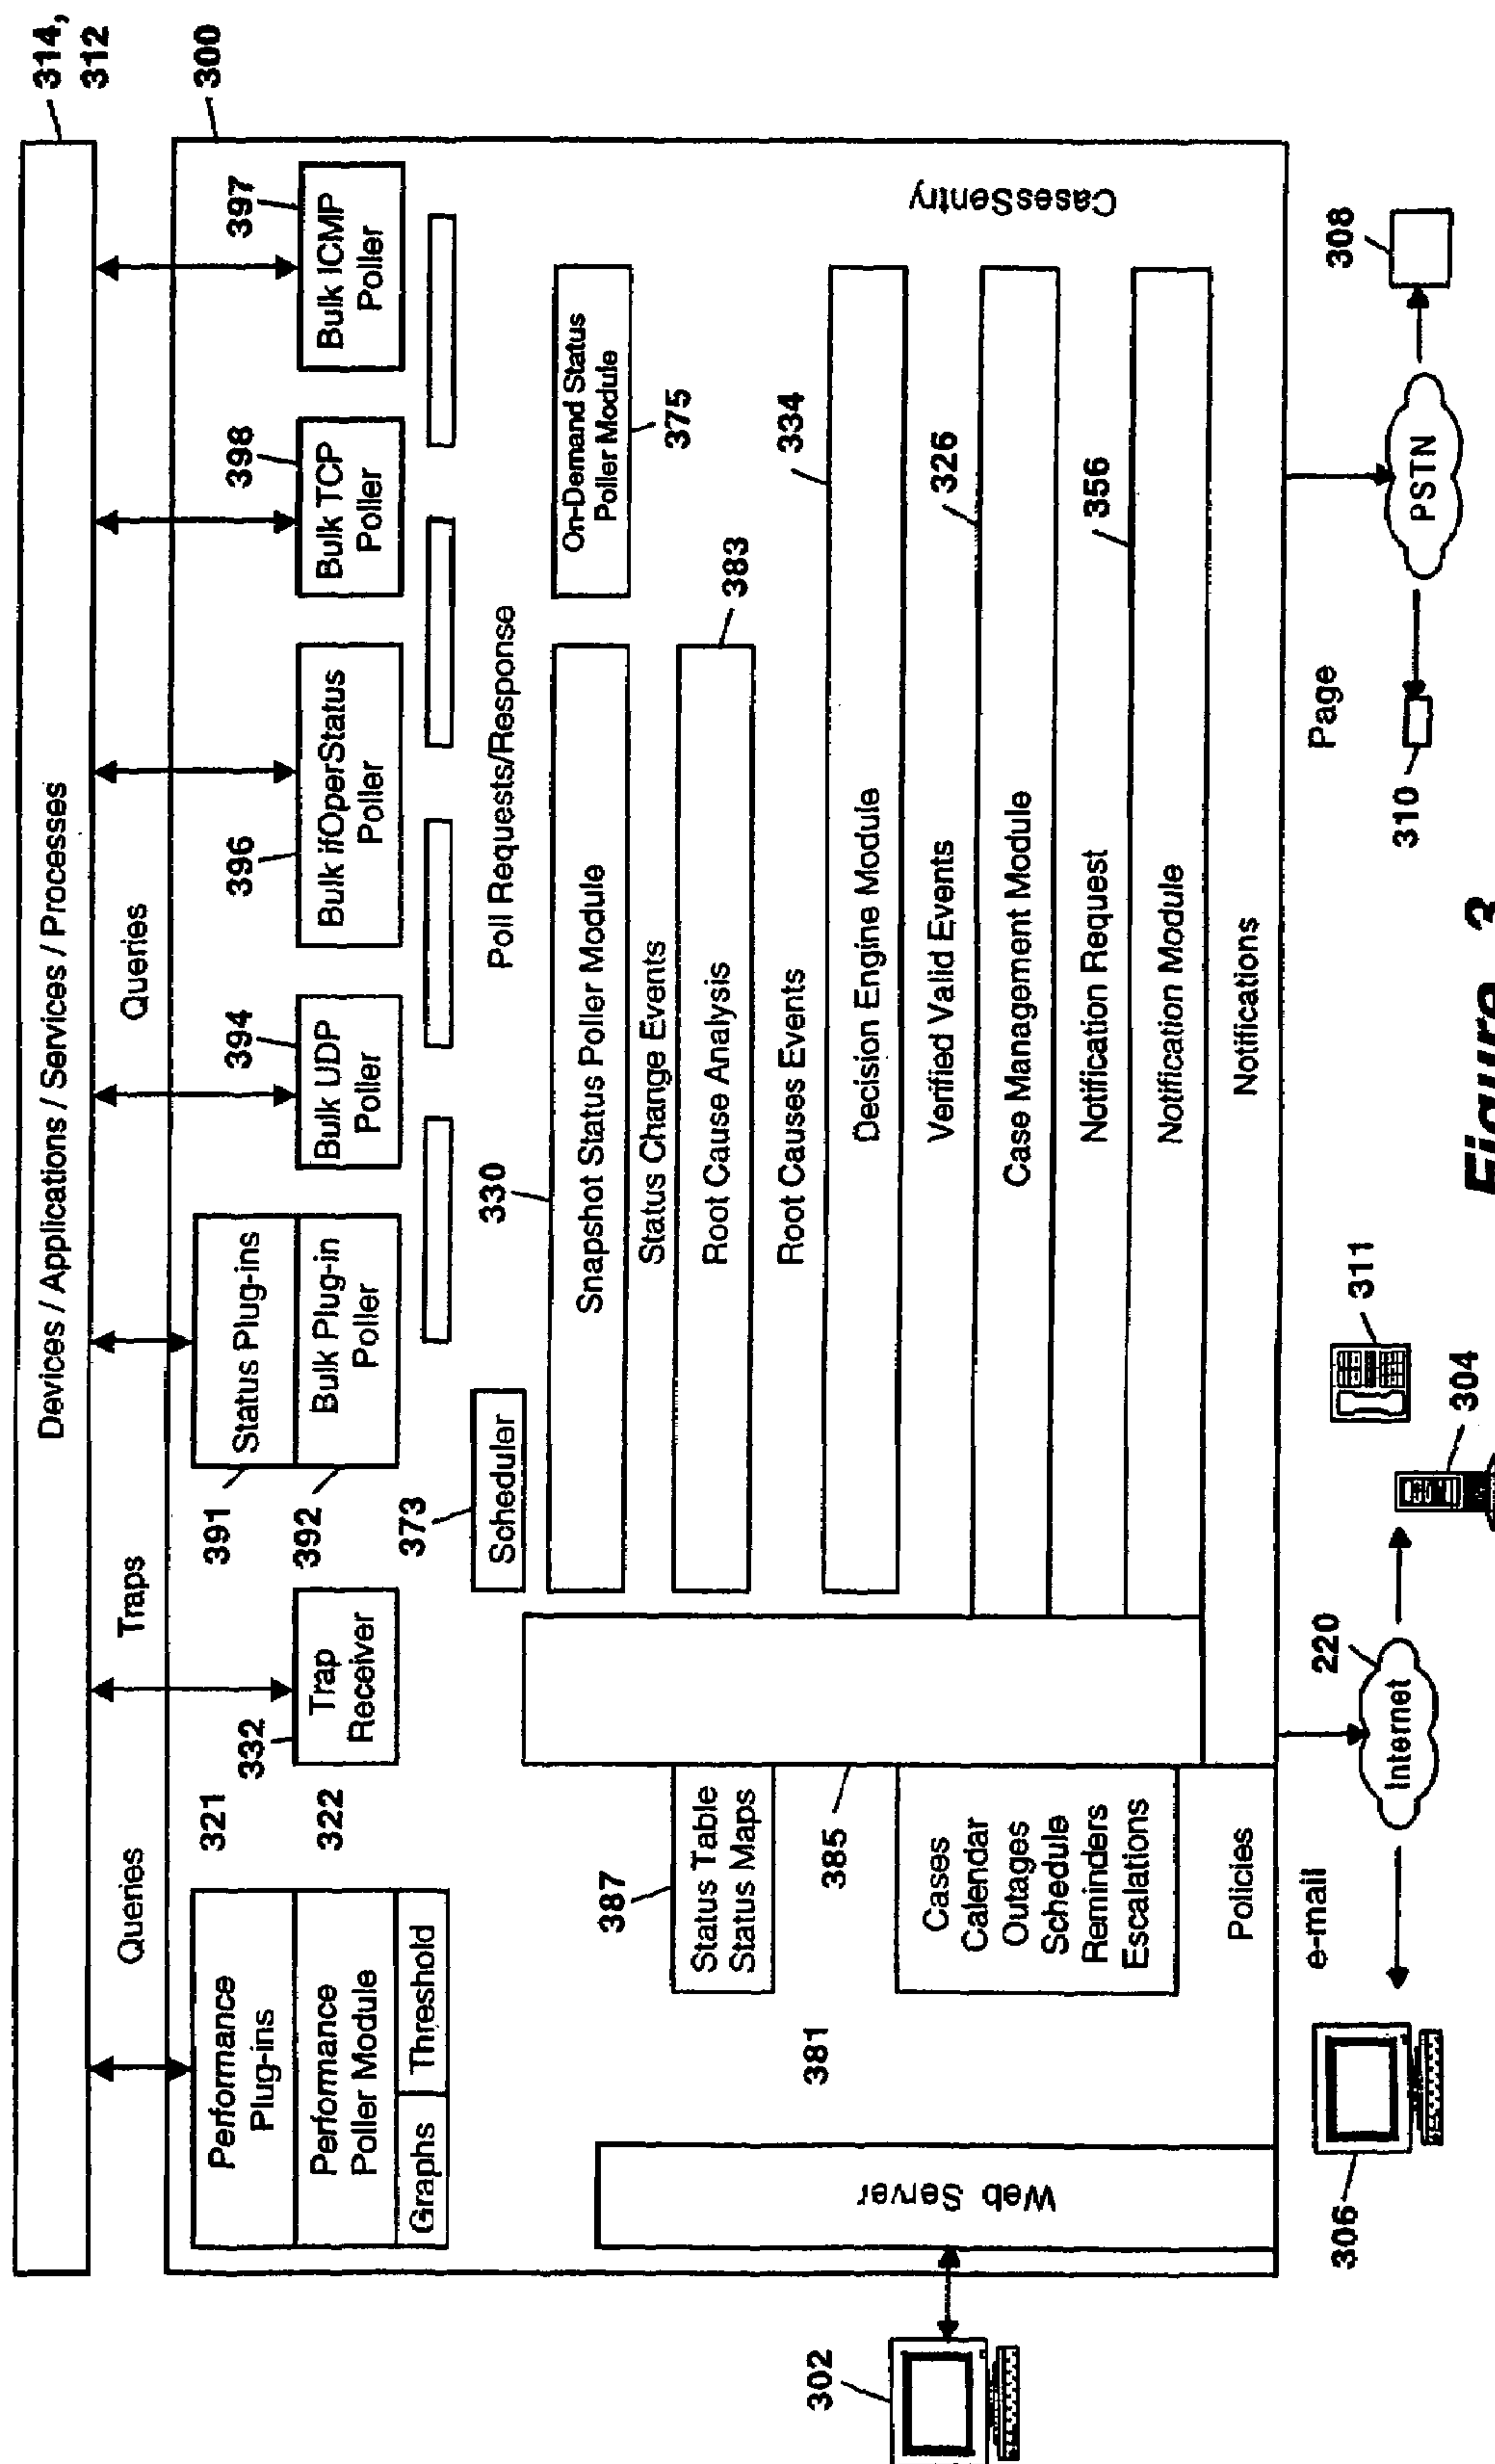 314,
312
Devices / Applications / Services / Processes
Queries
Traps
Queries
300
321
322
332
391
392
394
396
398
397
Performance
Plug-ins
Performance
Poller Module
Graphs
Threshold
Trap
Receiver
Status Plug-ins
Bulk Plug-in
Poller
Bulk UDP
Poller
Bulk ifOperStatus
Poller
Bulk TCP
Poller
Bulk ICMP
Poller
373
Scheduler
330
Poll Requests/Response
Snapshot Status Poller Module
On-Demand Status
Poller Module
375
Status Change Events
387
Status Table
Status Maps
Root Cause Analysis
383
Root Causes Events
381
385
Decision Engine Module
334
Cases
Calendar
Outages
Schedule
Reminders
Escalations
Verified Valid Events
326
Case Management Module
CasesSentry
Notification Request
356
Notification Module
Web Server
302
Policies
Notifications
e-mail
Page
306
Internet
220
304
311
310
PSTN
308
Figure 3